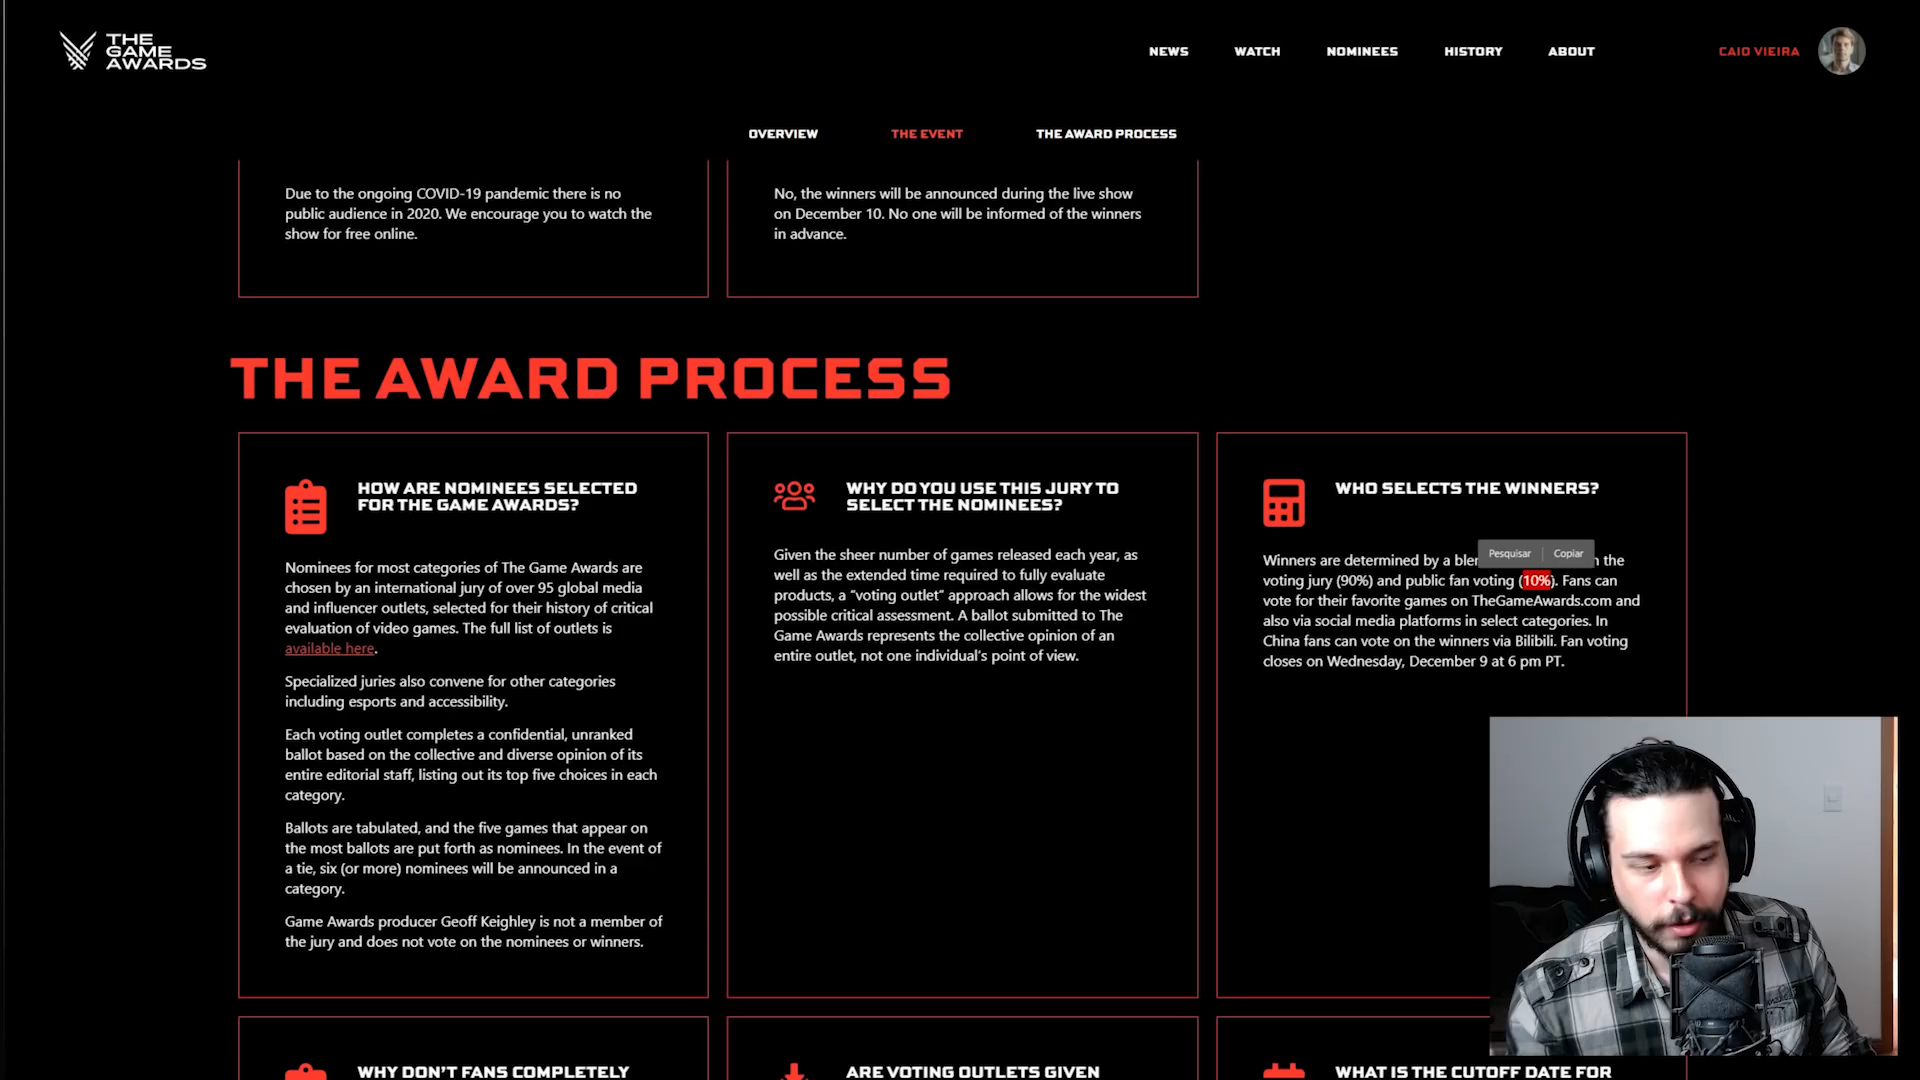 THE
GAME
AWARDS
NEWS
WATCH
NOMINEES
HISTORY
ABOUT
CAIO VIEIRA
OVERVIEW
THE EVENT
THE AWARD PROCESS
Due to the ongoing COVID-19 pandemic there is no
public audience in 2020. We encourage you to watch the
show for free online.
No, the winners will be announced during the live show
on December 10. No one will be informed of the winners
in advance.
THE AWARD PROCESS
HOW ARE NOMINEES SELECTED
FOR THE GAME AWARDS?
Nominees for most categories of The Game Awards are
chosen by an international jury of over 95 global media
and influencer outlets, selected for their history of critical
evaluation of video games. The full list of outlets is
available here.
Specialized juries also convene for other categories
including esports and accessibility.
Each voting outlet completes a confidential, unranked
ballot based on the collective and diverse opinion of its
entire editorial staff, listing out its top five choices in each
category.
Ballots are tabulated, and the five games that appear on
the most ballots are put forth as nominees. In the event of
a tie, six (or more) nominees will be announced in a
category.
Game Awards producer Geoff Keighley is not a member of
the jury and does not vote on the nominees or winners.
WHY DO YOU USE THIS JURY TO
SELECT THE NOMINEES?
Given the sheer number of games released each year, as
well as the extended time required to fully evaluate
products, a “voting outlet” approach allows for the widest
possible critical assessment. A ballot submitted to The
Game Awards represents the collective opinion of an
entire outlet, not one individual’s point of view.
WHO SELECTS THE WINNERS?
Pesquisar
Copiar
Winners are determined by a the
voting jury (90%) and public fan voting (10%). Fans can
vote for their favorite games on TheGameAwards.com and
also via social media platforms in select categories. In
China fans can vote on the winners via Bilibili. Fan voting
closes on Wednesday, December 9 at 6 pm PT.
WHY DON’T FANS COMPLETELY
ARE VOTING OUTLETS GIVEN
WHAT IS THE CUTOFF DATE FOR